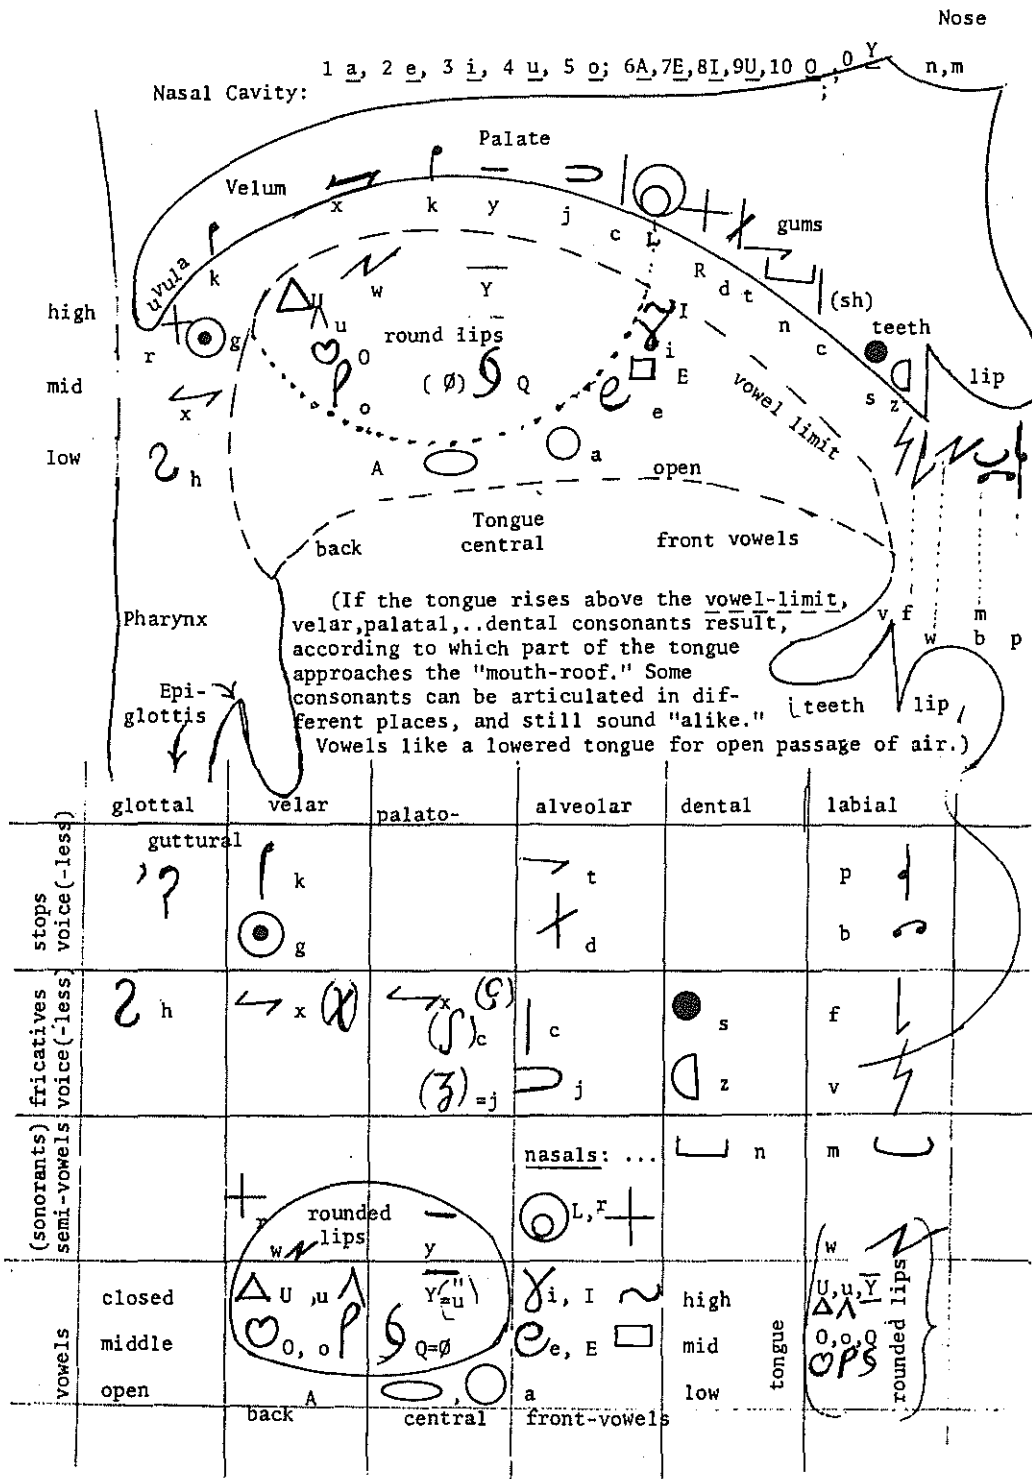 Nose
1 a, 2 e, 3 i, 4 u, 5 o; 6A,7E,8I,9U,10 O, 0 Y n,m
;
Nasal Cavity:
Palate
Velum
x k y j
c L gums
uvula k
R d t (sh)
w Y
high U I n
u round lips teeth
r g O i c
mid (Ø) Q E lip
x o e s z
vowel limit
low A a
h open
Tongue
back central front vowels
(If the tongue rises above the vowel-limit,
Pharynx velar,palatal,..dental consonants result, v f m
according to which part of the tongue w b p
approaches the "mouth-roof." Some
Epi- consonants can be articulated in dif-
glottis ferent places, and still sound "alike." teeth lip
Vowels like a lowered tongue for open passage of air.)
glottal velar palato- alveolar dental labial
guttural
stops
voice(-less)
' ? k t p
g d b
fricatives
voice(-less)
h x (χ) x (ç) c s f
(ʃ) c
(ʒ) =j j z v
(sonorants)
semi-vowels
nasals: ... n m
r rounded L, r
lips
w y w
vowels
closed U ,u Y(=ü) i, I high U,u,Y
middle O, o Q=Ø e, E mid O,o,Q
open A a low
tongue
rounded lips
back central front-vowels